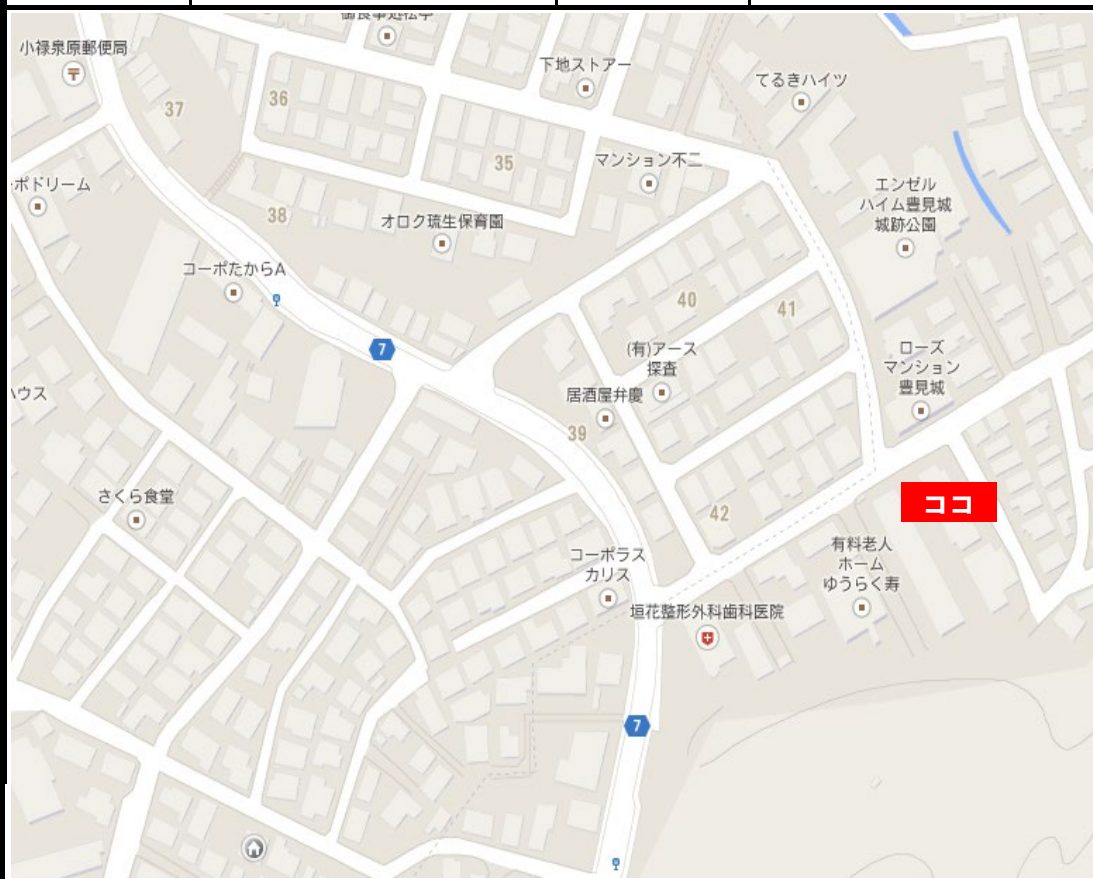 小禄泉原郵便局
下地ストアー
てるきハイツ
37
36
35
マンション不二
ポドリーム
エンゼル
ハイム豊見城
城跡公園
38
オロク琉生保育園
コーポたからA
40
41
7
(有)アース
探査
ローズ
マンション
豊見城
ハウス
居酒屋弁慶
39
さくら食堂
42
ココ
コーポラス
カリス
有料老人
ホーム
ゆうらく寿
垣花整形外科歯科医院
7